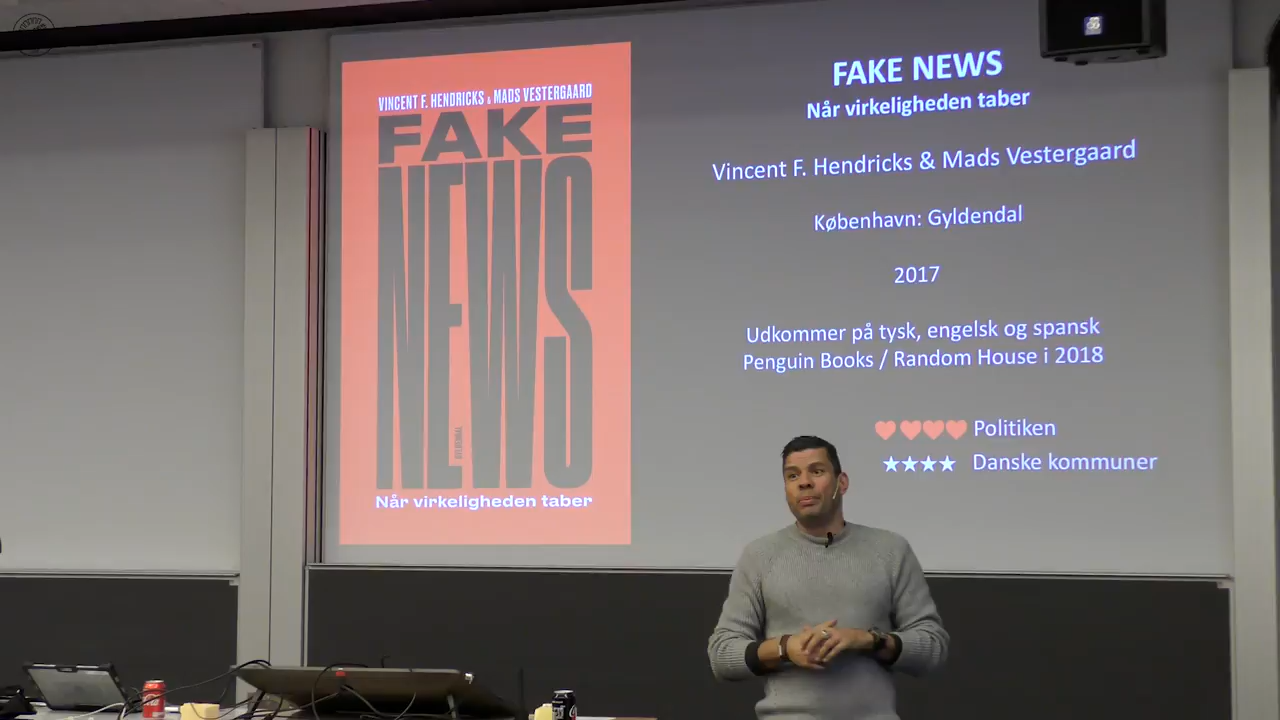 VINCENT F. HENDRICKS & MADS VESTERGAARD
FAKE
NEWS
GYLDENDAL
Når virkeligheden taber
FAKE NEWS
Når virkeligheden taber
Vincent F. Hendricks & Mads Vestergaard
København: Gyldendal
2017
Udkommer på tysk, engelsk og spansk
Penguin Books / Random House i 2018
Politiken
Danske kommuner